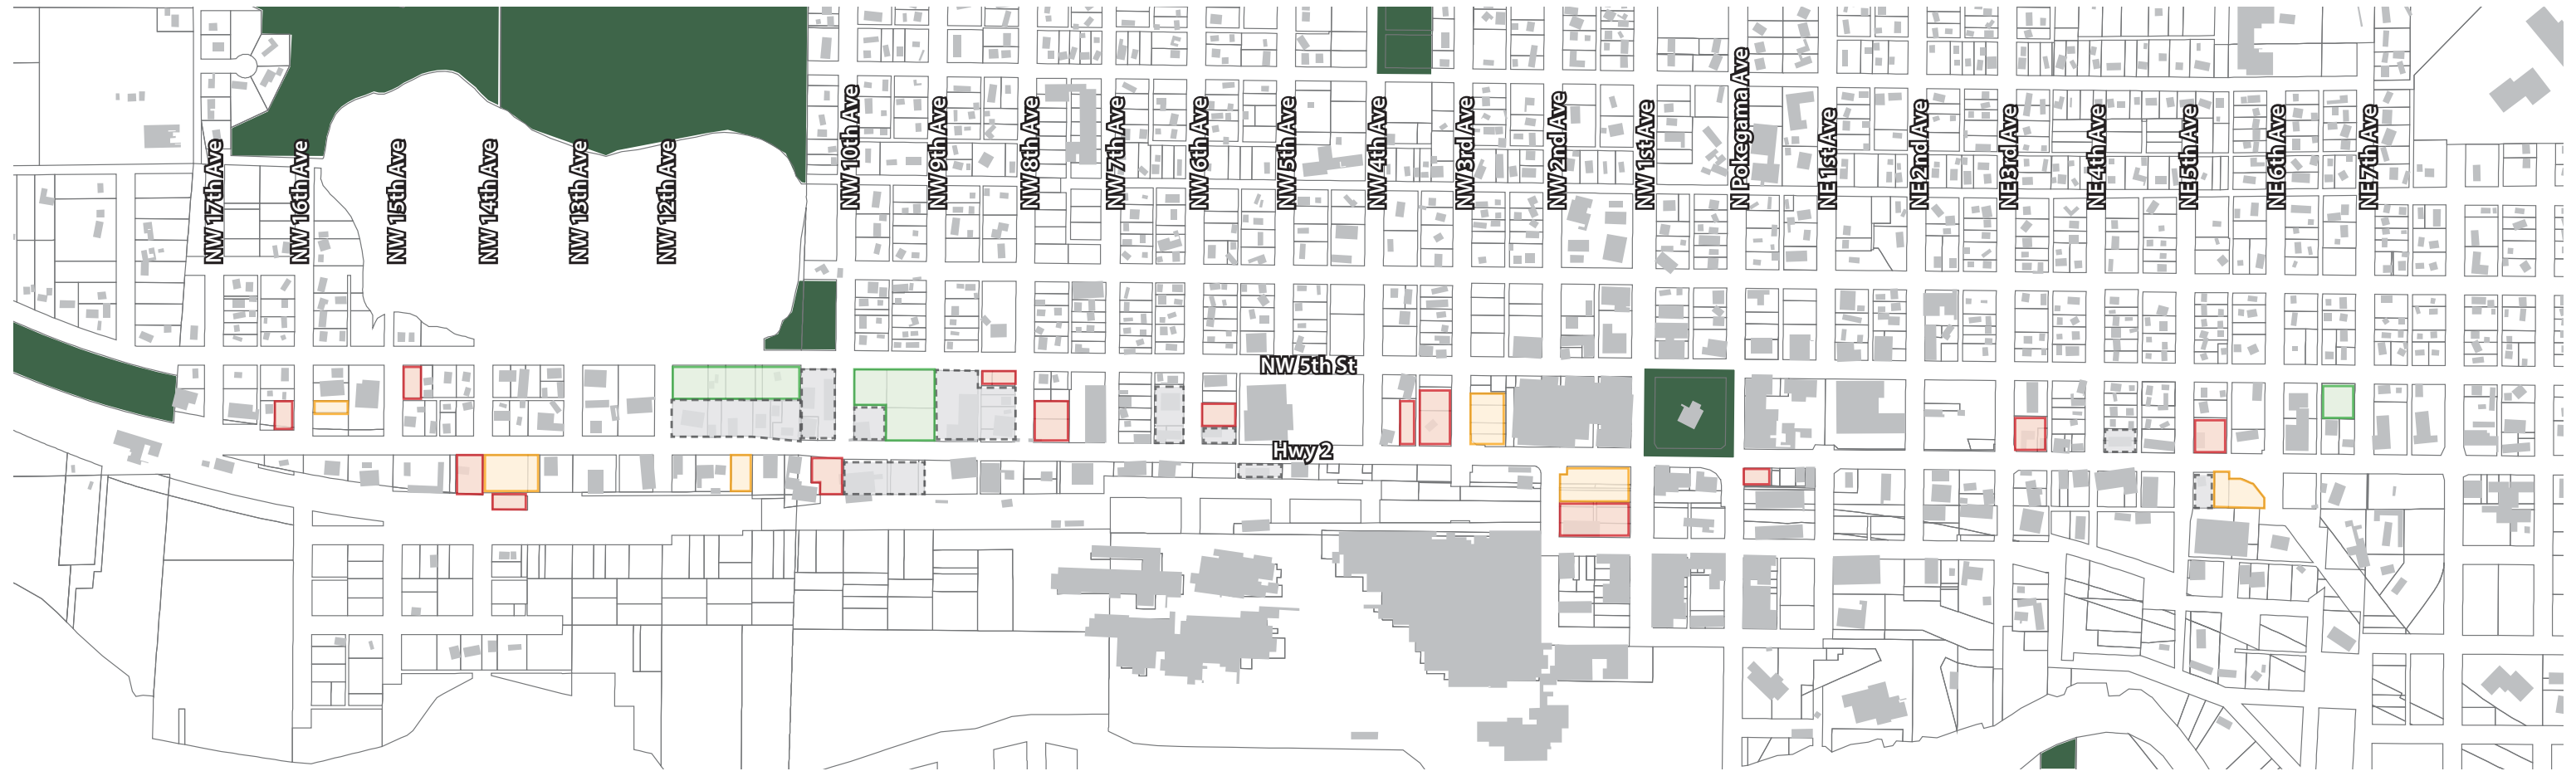 NW 17th Ave
NW 16th Ave
NW 15th Ave
NW 14th Ave
NW 13th Ave
NW 12th Ave
NW 10th Ave
NW 9th Ave
NW 8th Ave
NW 7th Ave
NW 6th Ave
NW 5th Ave
NW 4th Ave
NW 3rd Ave
NW 2nd Ave
NW 1st Ave
N Pokegama Ave
NE 1st Ave
NE 2nd Ave
NE 3rd Ave
NE 4th Ave
NE 5th Ave
NE 6th Ave
NE 7th Ave
NW 5th St
Hwy 2